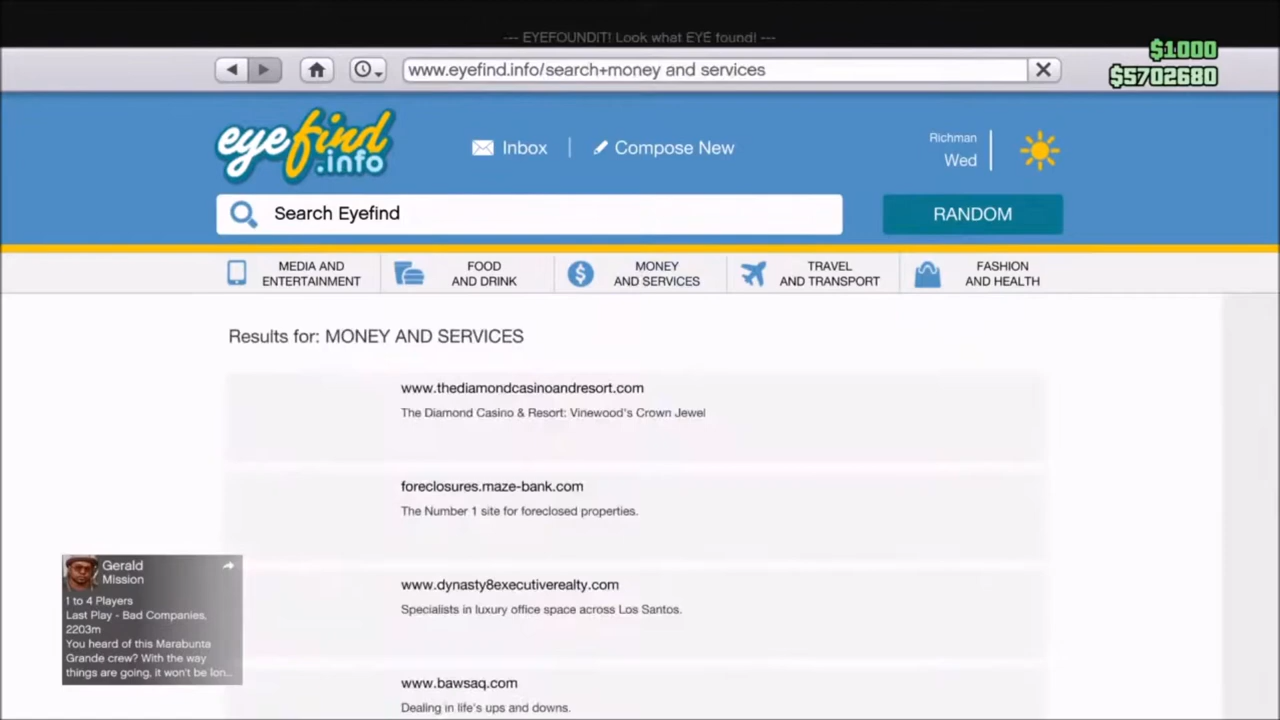 --- EYEFOUNDIT! Look what EYE found! ---
$1000
www.eyefind.info/search+money and services
$5702680
eyefind
.info
Inbox
Compose New
Richman
Wed
Search Eyefind
RANDOM
MEDIA AND
ENTERTAINMENT
FOOD
AND DRINK
MONEY
AND SERVICES
TRAVEL
AND TRANSPORT
FASHION
AND HEALTH
Results for: MONEY AND SERVICES
www.thediamondcasinoandresort.com
The Diamond Casino & Resort: Vinewood's Crown Jewel
foreclosures.maze-bank.com
The Number 1 site for foreclosed properties.
www.dynasty8executiverealty.com
Specialists in luxury office space across Los Santos.
www.bawsaq.com
Dealing in life's ups and downs.
Gerald
Mission
1 to 4 Players
Last Play - Bad Companies,
2203m
You heard of this Marabunta
Grande crew? With the way
things are going, it won't be lon...